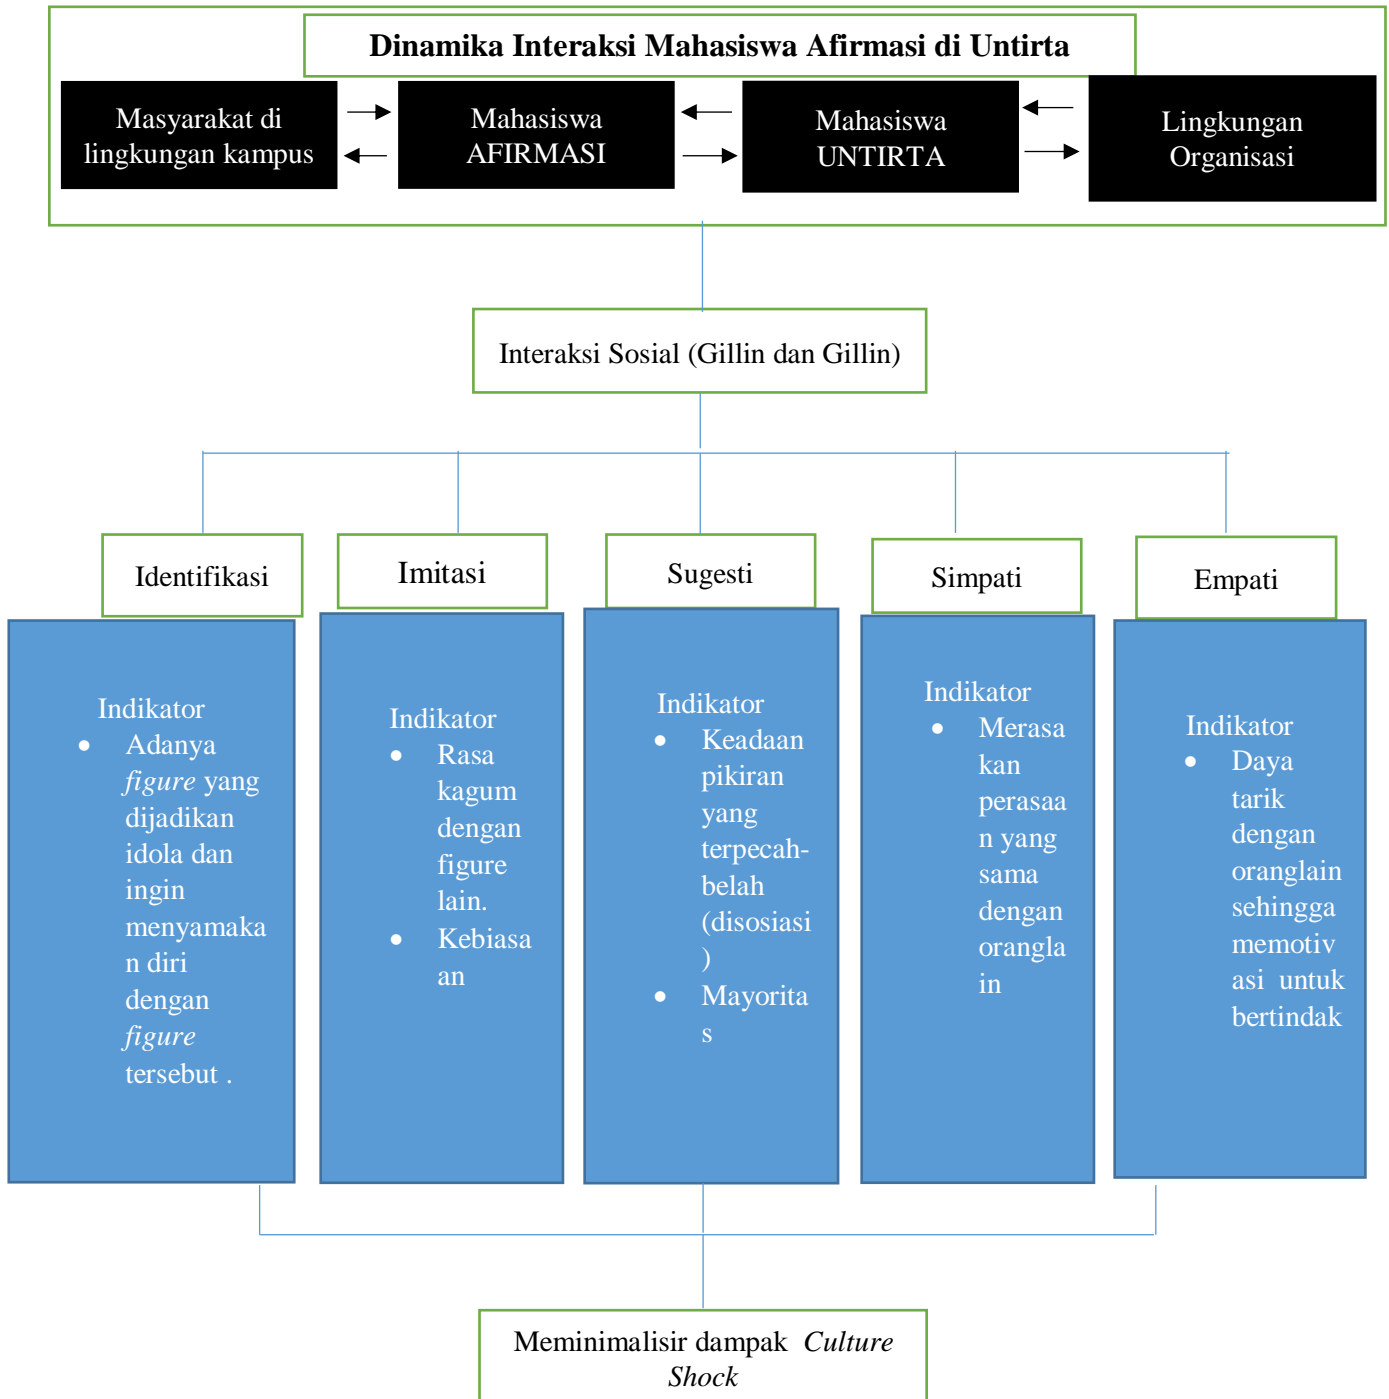 Dinamika Interaksi Mahasiswa Afirmasi di Untirta
Masyarakat di
lingkungan kampus
Mahasiswa
AFIRMASI
Mahasiswa
UNTIRTA
Lingkungan
Organisasi
Interaksi Sosial (Gillin dan Gillin)
Identifikasi
Imitasi
Sugesti
Simpati
Empati
Indikator
• Adanya
figure yang
dijadikan
idola dan
ingin
menyamaka
n diri
dengan
figure
tersebut .
Indikator
• Rasa
kagum
dengan
figure
lain.
• Kebiasa
an
Indikator
• Keadaan
pikiran
yang
terpecah-
belah
(disosiasi
)
• Mayorita
s
Indikator
• Merasa
kan
perasaa
n yang
sama
dengan
orangla
in
Indikator
• Daya
tarik
dengan
oranglain
sehingga
memotiv
asi untuk
bertindak
Meminimalisir dampak Culture
Shock